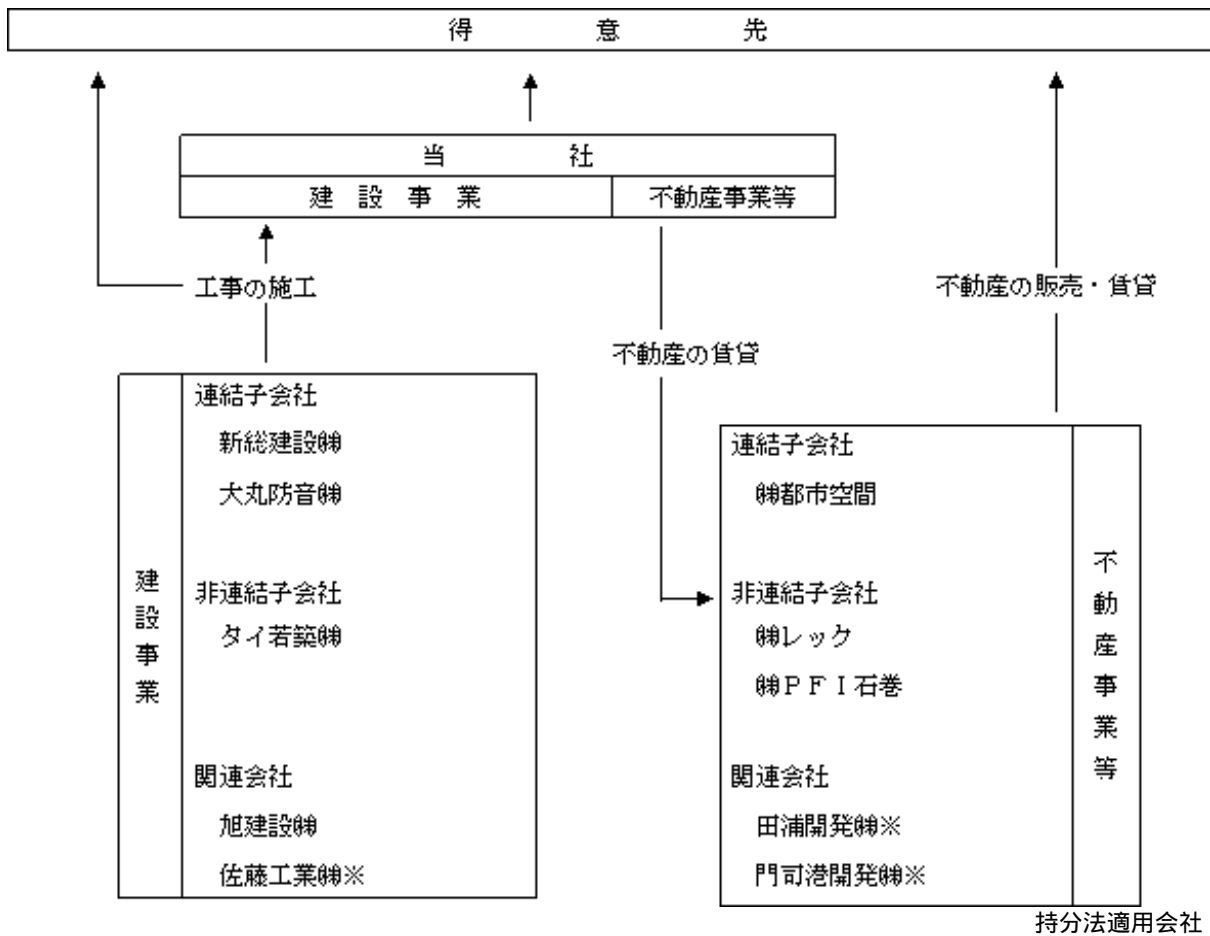 得意先
当社
建設事業
不動産事業等
工事の施工
不動産の販売・賃貸
不動産の賃貸
建設事業
連結子会社
新総建設㈱
大丸防音㈱
非連結子会社
タイ若築㈱
関連会社
旭建設㈱
佐藤工業㈱※
連結子会社
㈱都市空間
非連結子会社
㈱レック
㈱ＰＦＩ石巻
関連会社
田浦開発㈱※
門司港開発㈱※
不動産事業等
持分法適用会社